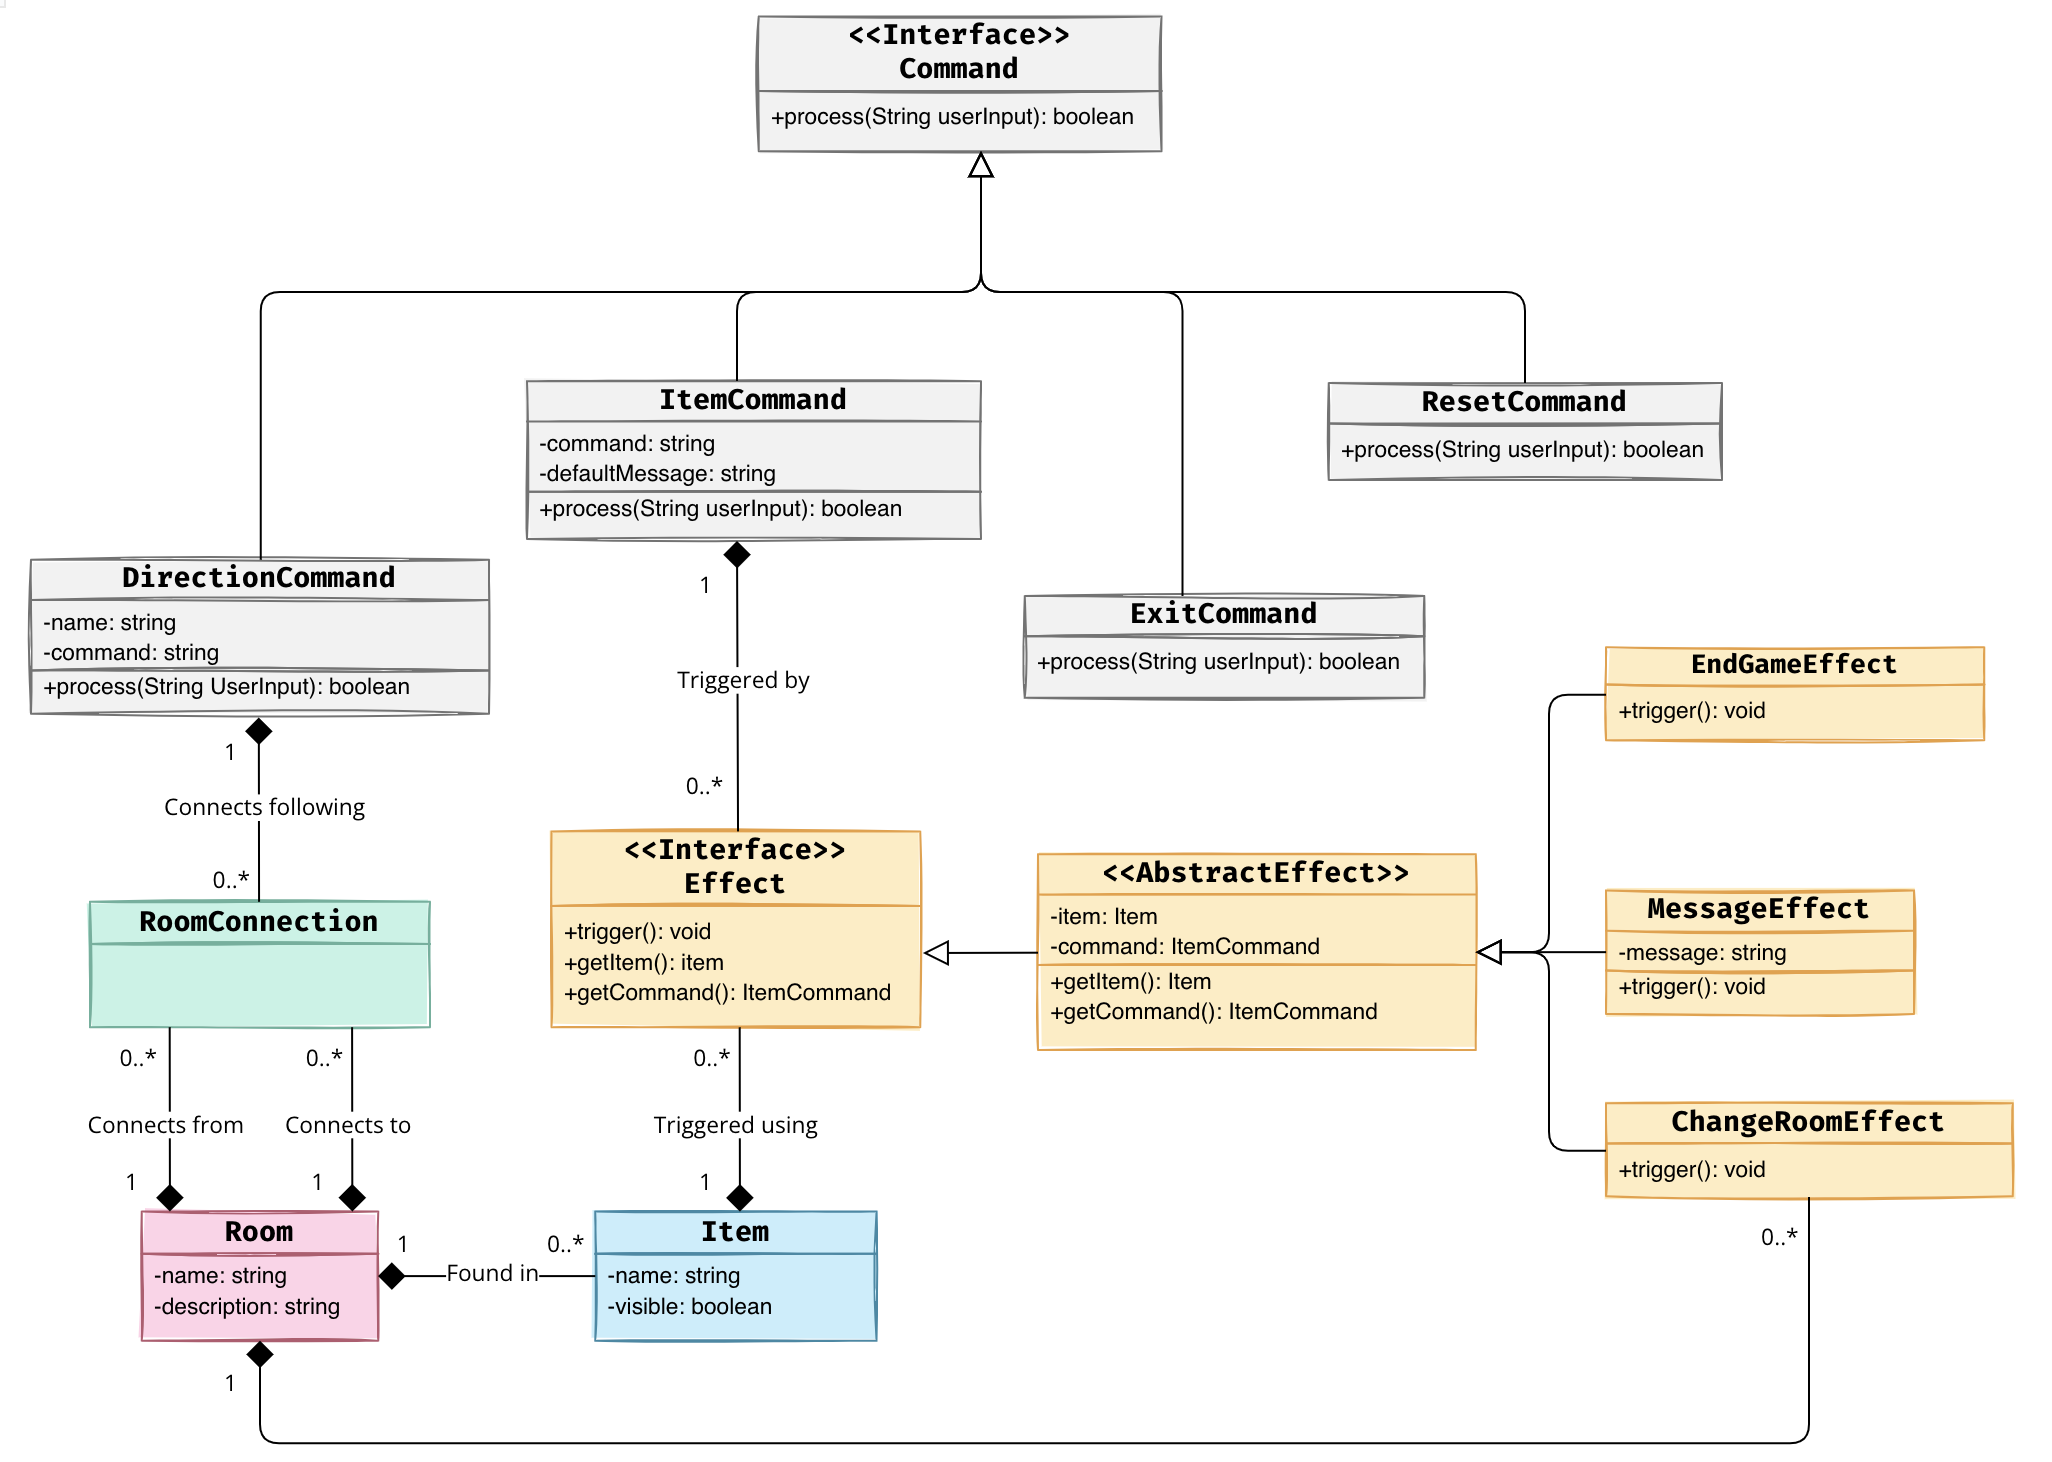 <<Interface>>
Command
+process(String userInput): boolean
ItemCommand
-command: string
-defaultMessage: string
+process(String userInput): boolean
ResetCommand
+process(String userInput): boolean
DirectionCommand
-name: string
-command: string
+process(String UserInput): boolean
1
Triggered by
0..*
ExitCommand
+process(String userInput): boolean
EndGameEffect
+trigger(): void
1
Connects following
0..*
RoomConnection
<<Interface>>
Effect
+trigger(): void
+getItem(): item
+getCommand(): ItemCommand
<<AbstractEffect>>
-item: Item
-command: ItemCommand
+getItem(): Item
+getCommand(): ItemCommand
MessageEffect
-message: string
+trigger(): void
0..*
Connects from
1
0..*
Connects to
1
0..*
Triggered using
1
ChangeRoomEffect
+trigger(): void
0..*
Room
-name: string
-description: string
1
Found in
0..*
Item
-name: string
-visible: boolean
1